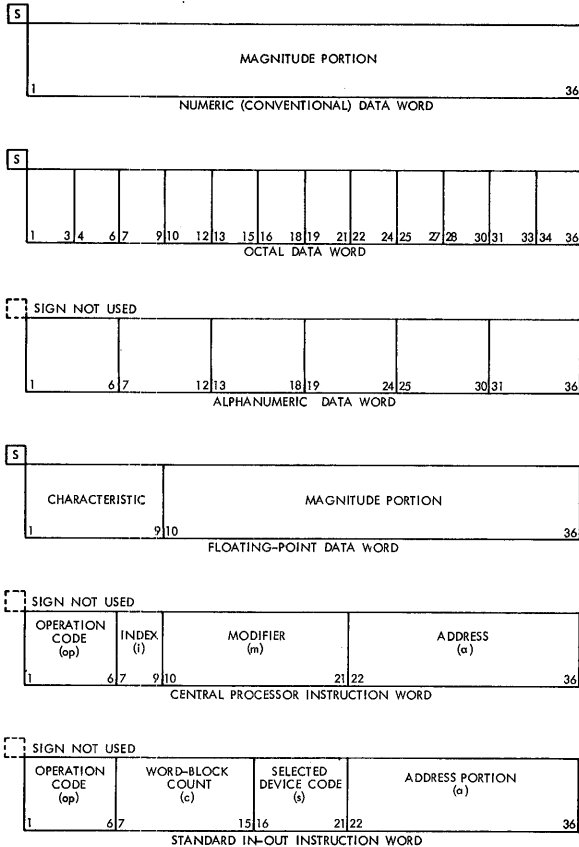 S
MAGNITUDE PORTION
1 36
NUMERIC (CONVENTIONAL) DATA WORD
S
1 3 4 6 7 9 10 12 13 15 16 18 19 21 22 24 25 27 28 30 31 33 34 36
OCTAL DATA WORD
SIGN NOT USED
1 6 7 12 13 18 19 24 25 30 31 36
ALPHANUMERIC DATA WORD
S
CHARACTERISTIC MAGNITUDE PORTION
1 9 10 36
FLOATING-POINT DATA WORD
SIGN NOT USED
OPERATION CODE (op) INDEX (i) MODIFIER (m) ADDRESS (a)
1 6 7 9 10 21 22 36
CENTRAL PROCESSOR INSTRUCTION WORD
SIGN NOT USED
OPERATION CODE (op) WORD-BLOCK COUNT (c) SELECTED DEVICE CODE (s) ADDRESS PORTION (a)
1 6 7 15 16 21 22 36
STANDARD IN-OUT INSTRUCTION WORD